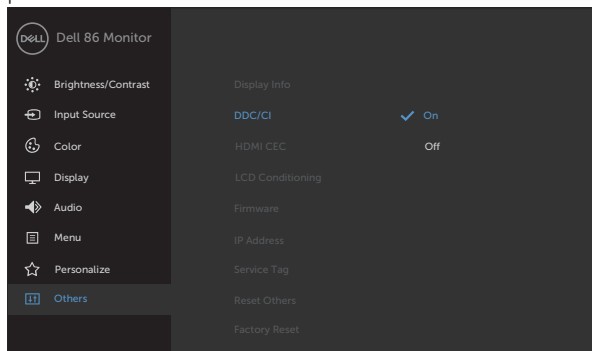 DELL Dell 86 Monitor
Brightness/Contrast Display Info
Input Source DDC/CI On
Color HDMI CEC Off
Display LCD Conditioning
Audio Firmware
Menu IP Address
Personalize Service Tag
Others Reset Others
Factory Reset